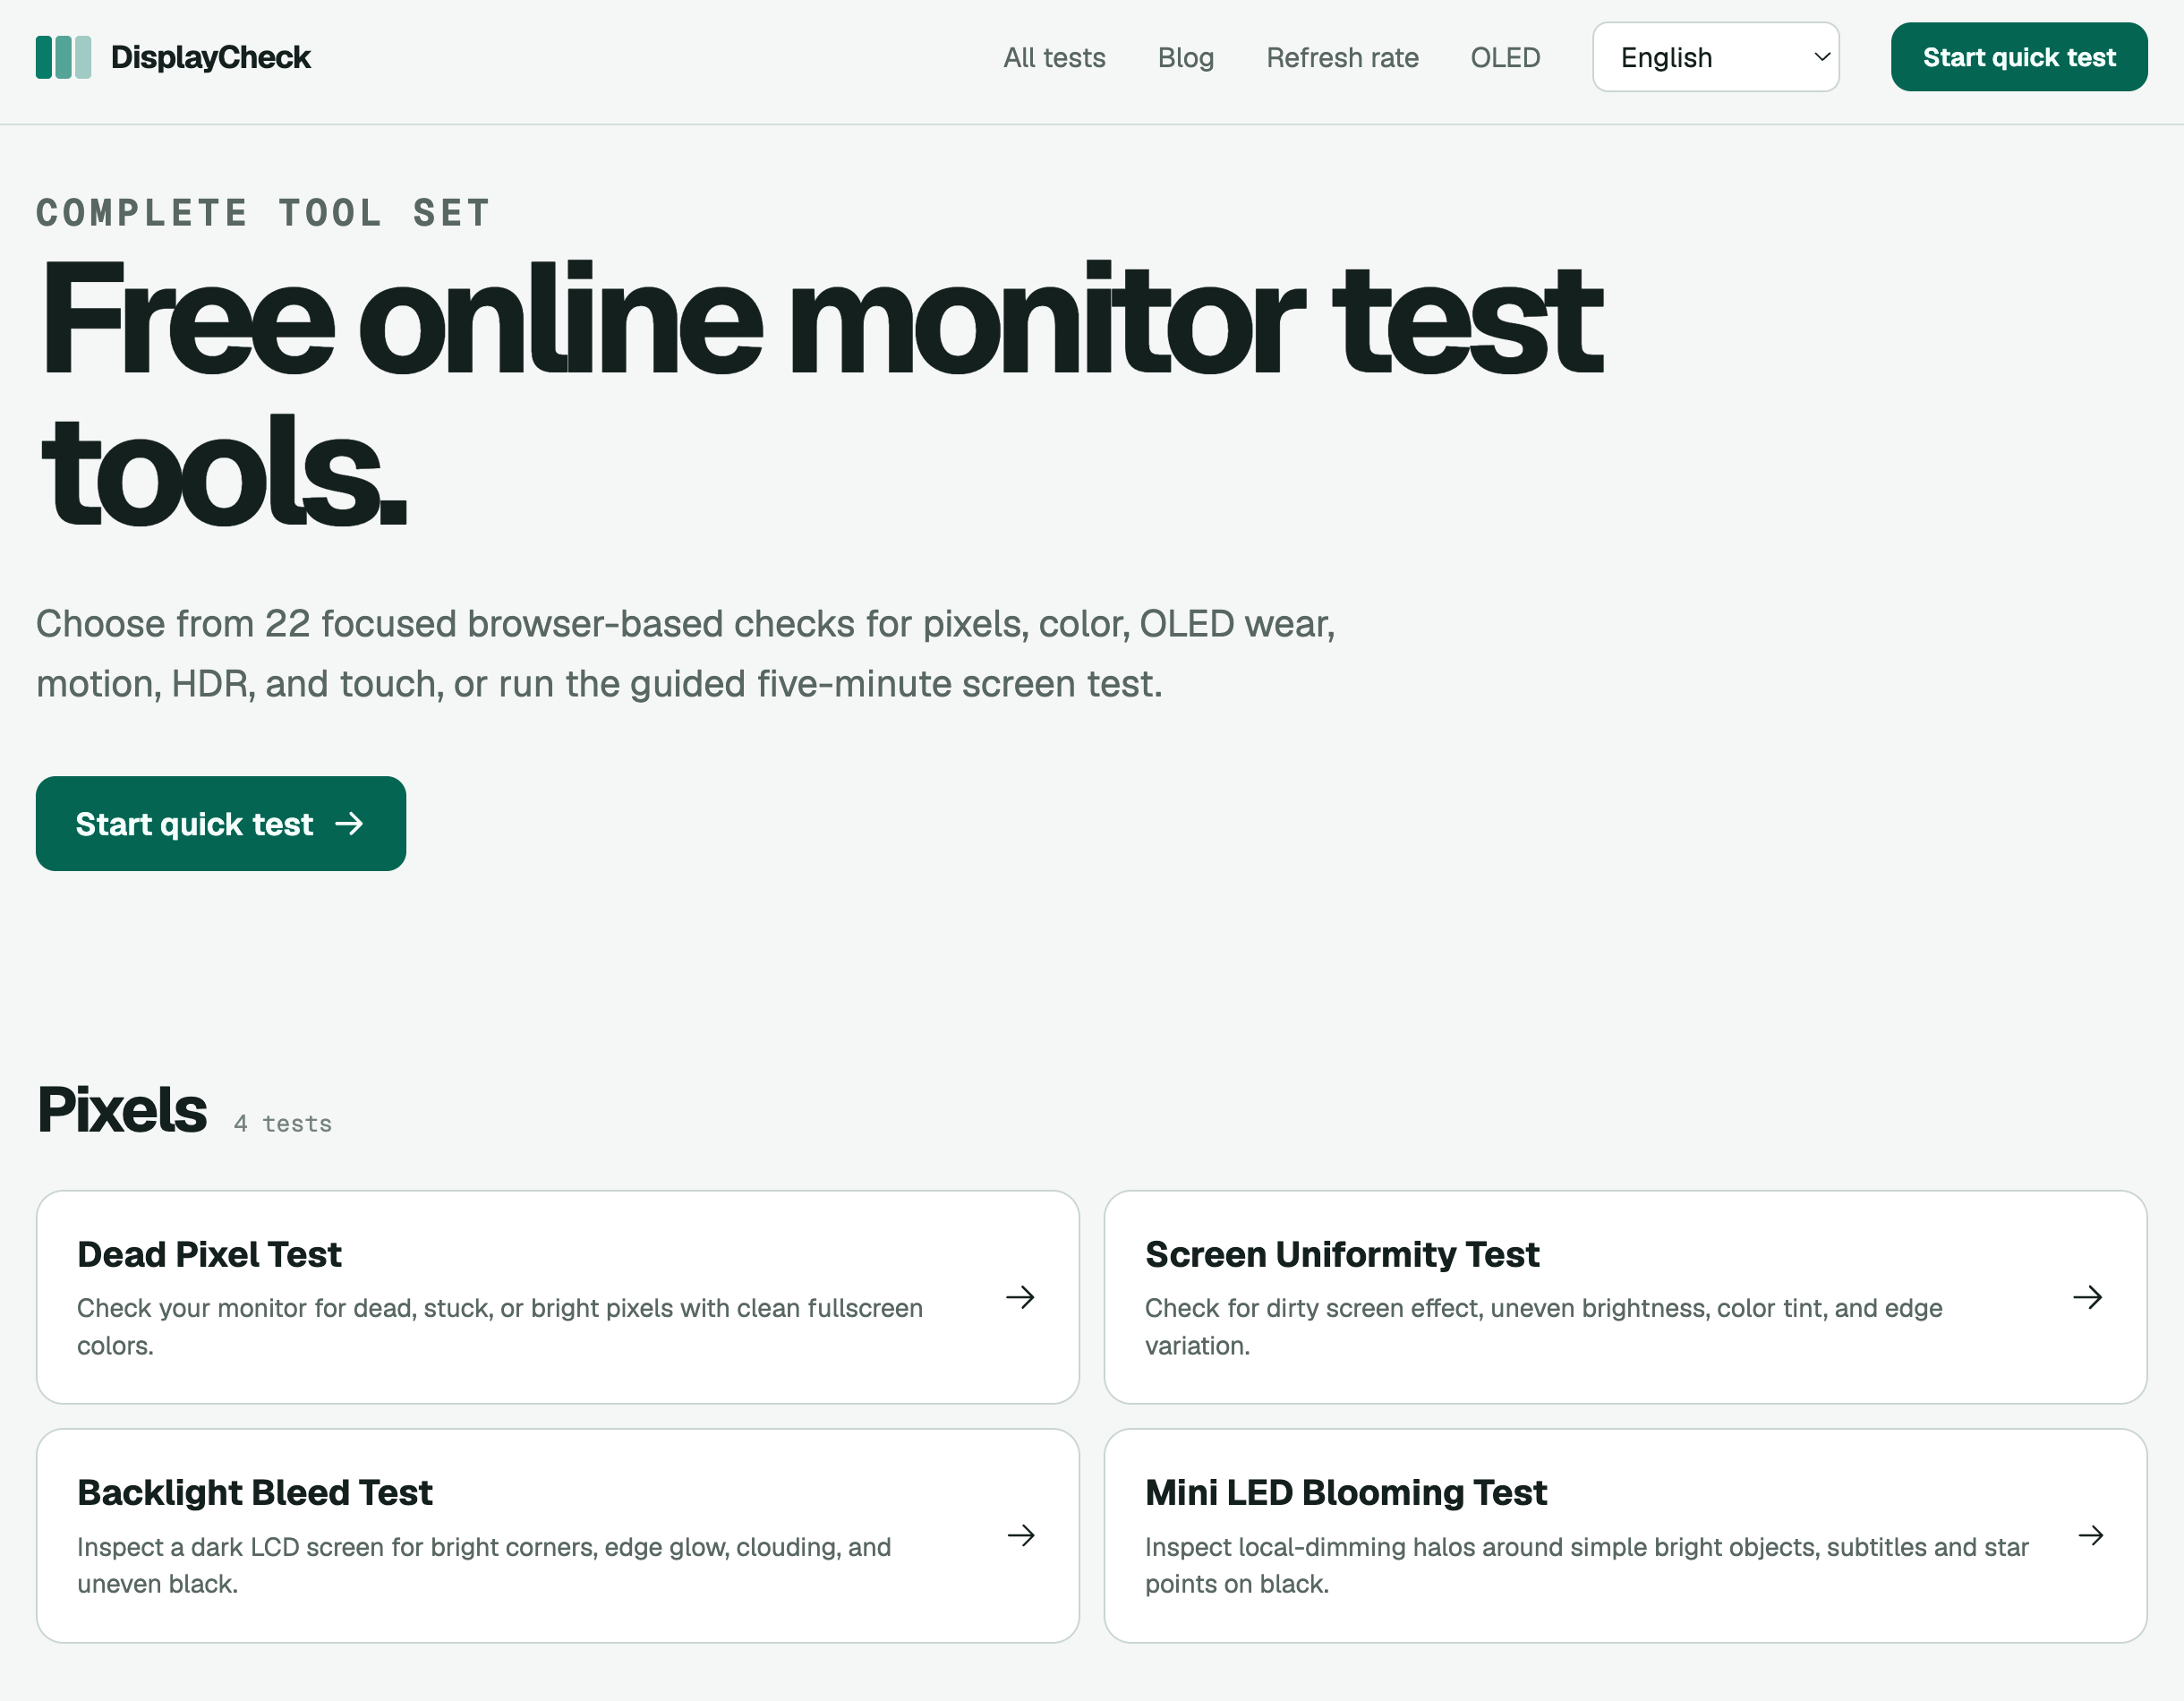 DisplayCheck
All tests
Blog
Refresh rate
OLED
English
Start quick test
COMPLETE TOOL SET
Free online monitor test
tools.
Choose from 22 focused browser-based checks for pixels, color, OLED wear,
motion, HDR, and touch, or run the guided five-minute screen test.
Start quick test →
Pixels
4 tests
Dead Pixel Test
Check your monitor for dead, stuck, or bright pixels with clean fullscreen
colors.
Screen Uniformity Test
Check for dirty screen effect, uneven brightness, color tint, and edge
variation.
Backlight Bleed Test
Inspect a dark LCD screen for bright corners, edge glow, clouding, and
uneven black.
Mini LED Blooming Test
Inspect local-dimming halos around simple bright objects, subtitles and star
points on black.